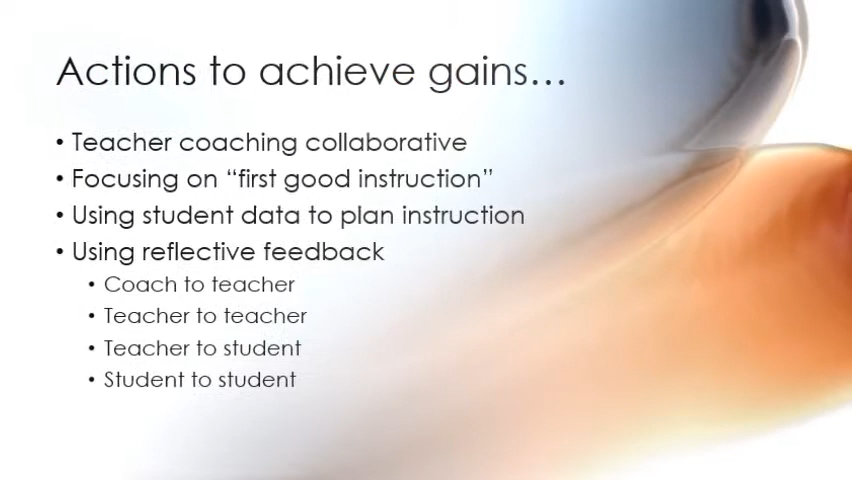 Actions to achieve gains…
• Teacher coaching collaborative
• Focusing on “first good instruction”
• Using student data to plan instruction
• Using reflective feedback
• Coach to teacher
• Teacher to teacher
• Teacher to student
• Student to student